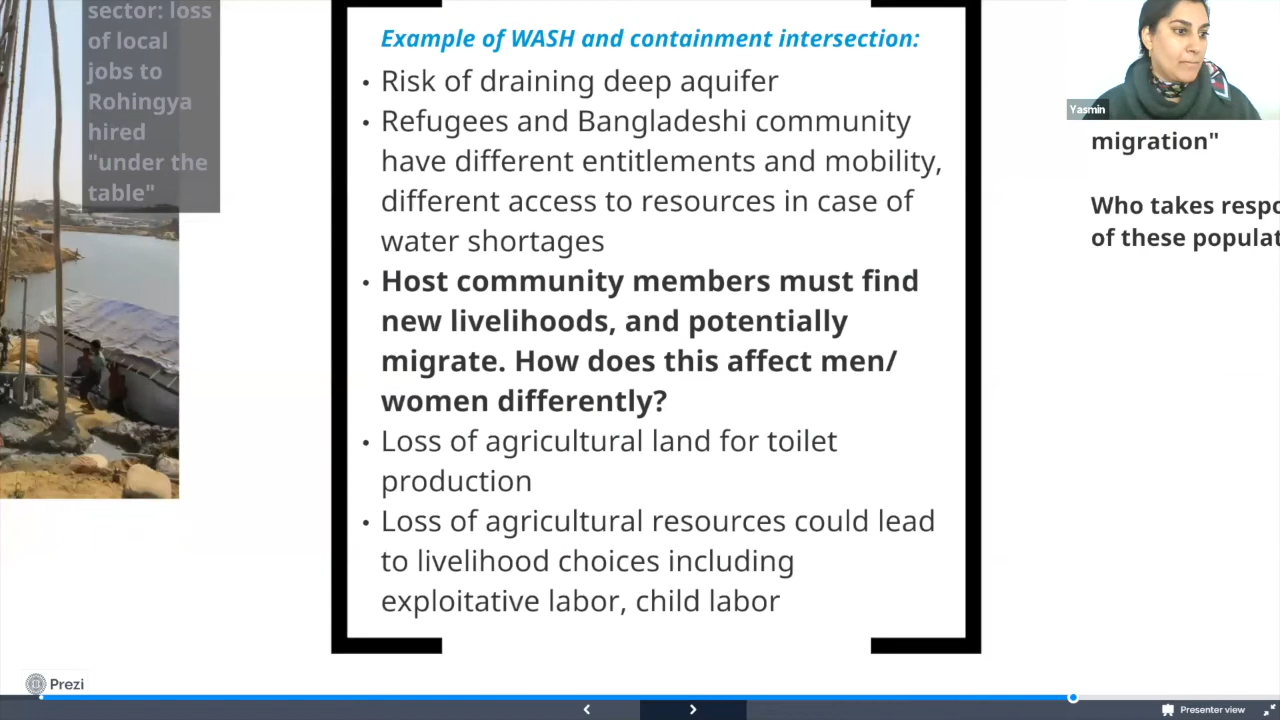 sector: loss
of local
jobs to
Rohingya
hired
"under the
table"
Example of WASH and containment intersection:
• Risk of draining deep aquifer
• Refugees and Bangladeshi community
have different entitlements and mobility,
different access to resources in case of
water shortages
• Host community members must find
new livelihoods, and potentially
migrate. How does this affect men/
women differently?
• Loss of agricultural land for toilet
production
• Loss of agricultural resources could lead
to livelihood choices including
exploitative labor, child labor
Yasmin
migration"
Who takes
of these
Prezi
Presenter view